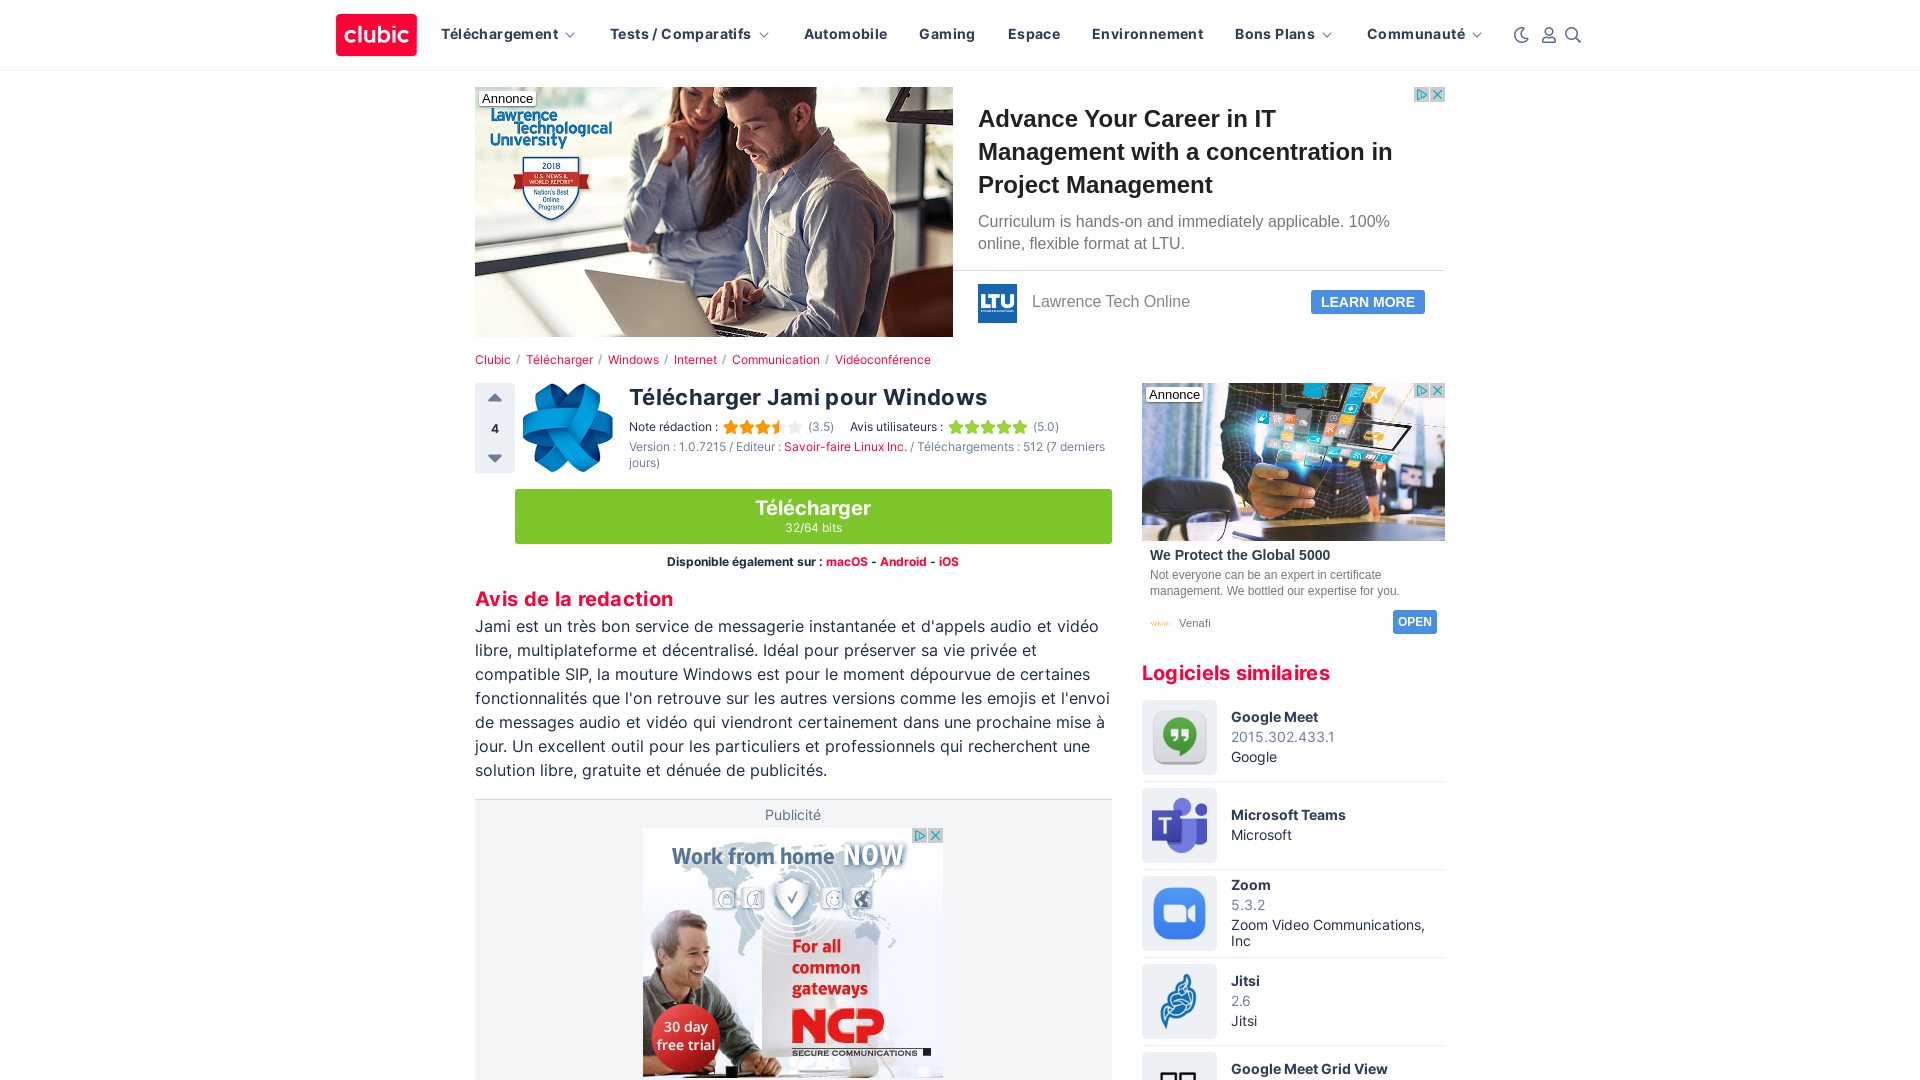 clubic
Téléchargement
Tests / Comparatifs
Automobile
Gaming
Espace
Environnement
Bons Plans
Communauté
Annonce
Lawrence
Technological
University
2018
U.S. NEWS &
WORLD REPORT®
Nation's Best
Online
Programs
Advance Your Career in IT
Management with a concentration in
Project Management
Curriculum is hands-on and immediately applicable. 100%
online, flexible format at LTU.
LTU
Lawrence Tech Online
LEARN MORE
Clubic / Télécharger / Windows / Internet / Communication / Vidéoconférence
4
Télécharger Jami pour Windows
Note rédaction : (3.5) Avis utilisateurs : (5.0)
Version : 1.0.7215 / Editeur : Savoir-faire Linux Inc. / Téléchargements : 512 (7 derniers
jours)
Télécharger
32/64 bits
Disponible également sur : macOS - Android - iOS
Avis de la redaction
Jami est un très bon service de messagerie instantanée et d'appels audio et vidéo
libre, multiplateforme et décentralisé. Idéal pour préserver sa vie privée et
compatible SIP, la mouture Windows est pour le moment dépourvue de certaines
fonctionnalités que l'on retrouve sur les autres versions comme les emojis et l'envoi
de messages audio et vidéo qui viendront certainement dans une prochaine mise à
jour. Un excellent outil pour les particuliers et professionnels qui recherchent une
solution libre, gratuite et dénuée de publicités.
Publicité
Work from home NOW
For all
common
gateways
NCP
SECURE COMMUNICATIONS
30 day
free trial
Annonce
We Protect the Global 5000
Not everyone can be an expert in certificate
management. We bottled our expertise for you.
VENAFI
Venafi
OPEN
Logiciels similaires
Google Meet
2015.302.433.1
Google
T
Microsoft Teams
Microsoft
Zoom
5.3.2
Zoom Video Communications,
Inc
Jitsi
2.6
Jitsi
Google Meet Grid View